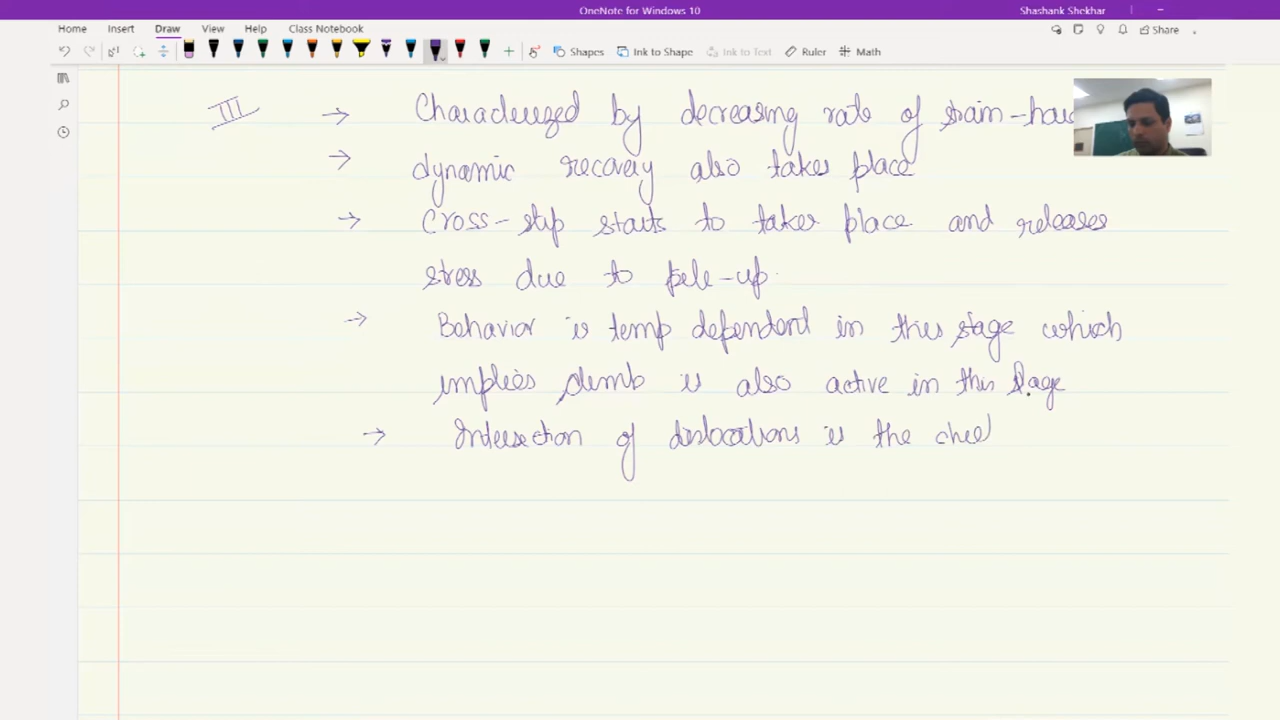 OneNote for Windows 10
Shashank Shekhar
Home Insert Draw View Help Class Notebook
Share
Shapes Ink to Shape Ink to Text Ruler Math
III → Characterized by decreasing rate of strain-
→ dynamic recovery also takes place
→ Cross-slip starts to takes place and releases
stress due to pile-up
→ Behavior is temp dependent in this stage which
implies climb is also active in this stage
→ Intersection of dislocations is the